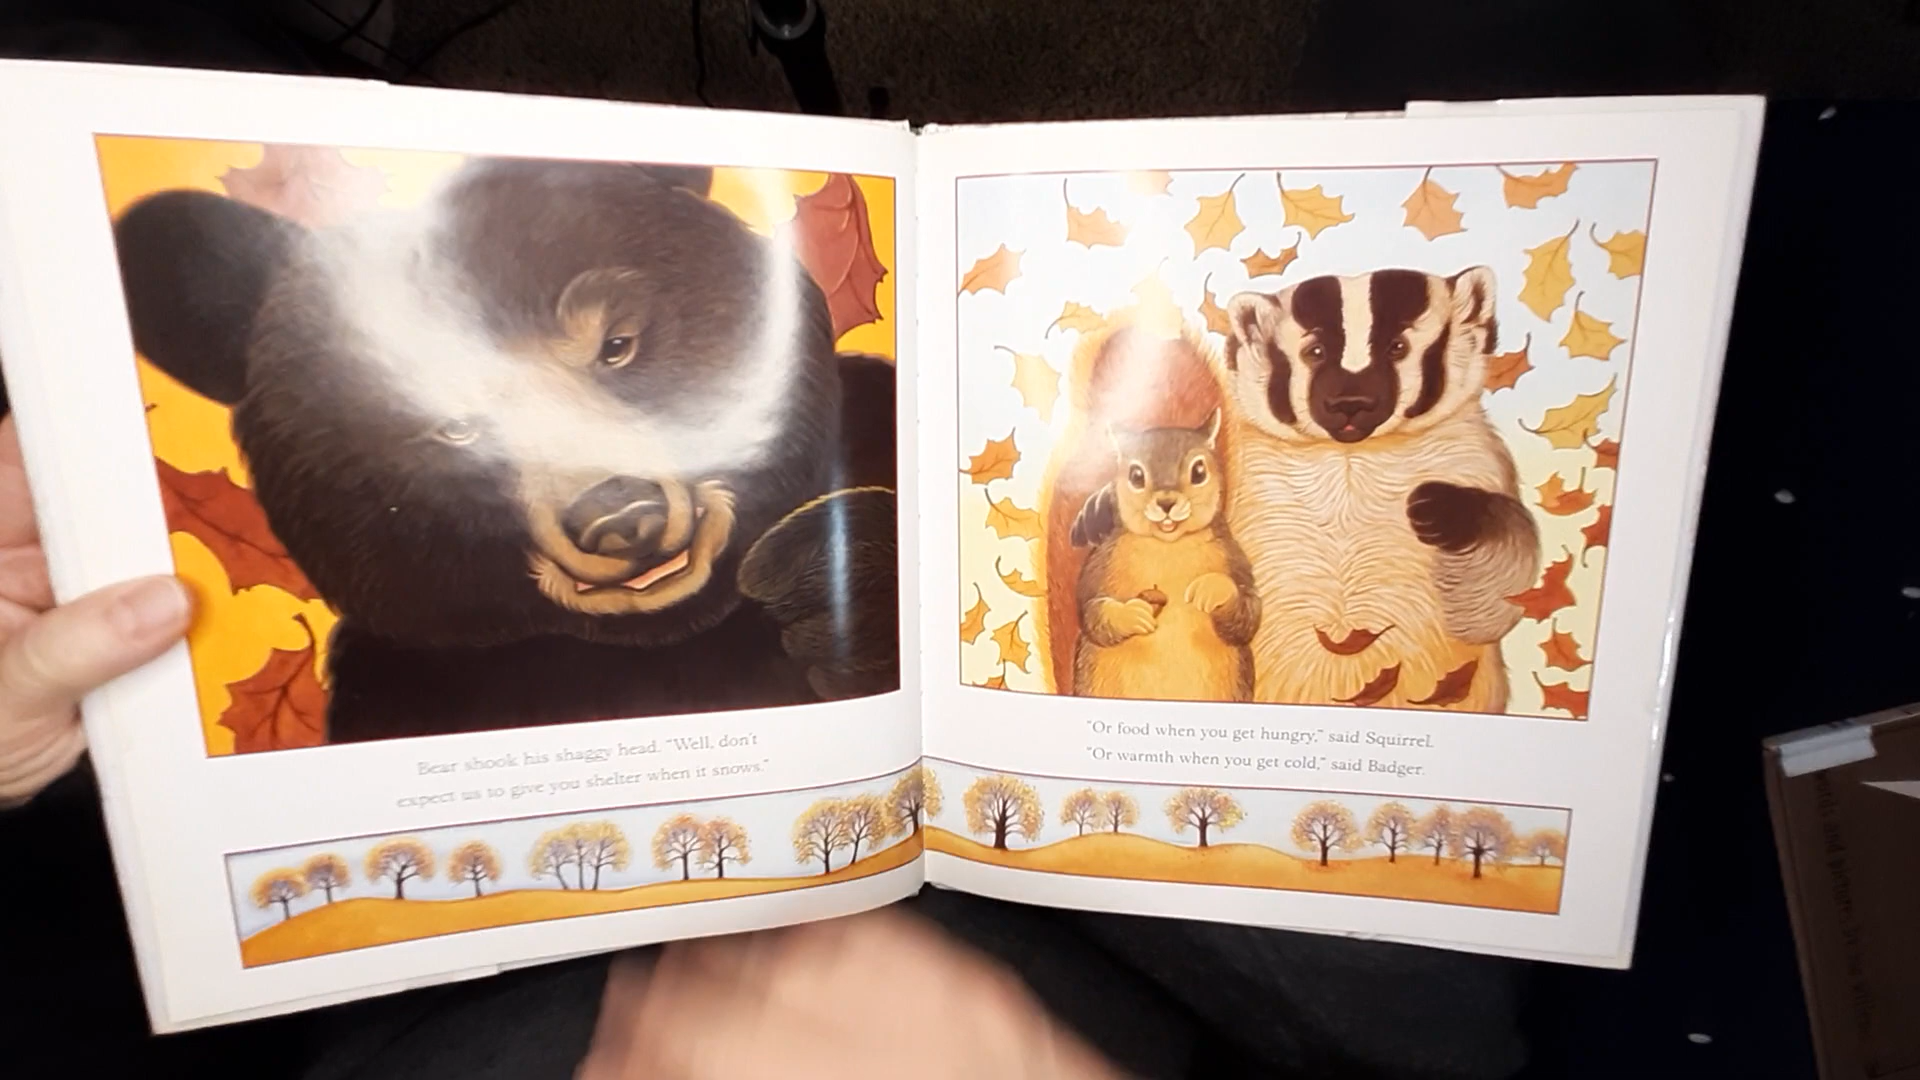 Bear shook his shaggy head. "Well, don't
expect us to give you shelter when it snows."
"Or food when you get hungry," said Squirrel.
"Or warmth when you get cold," said Badger.